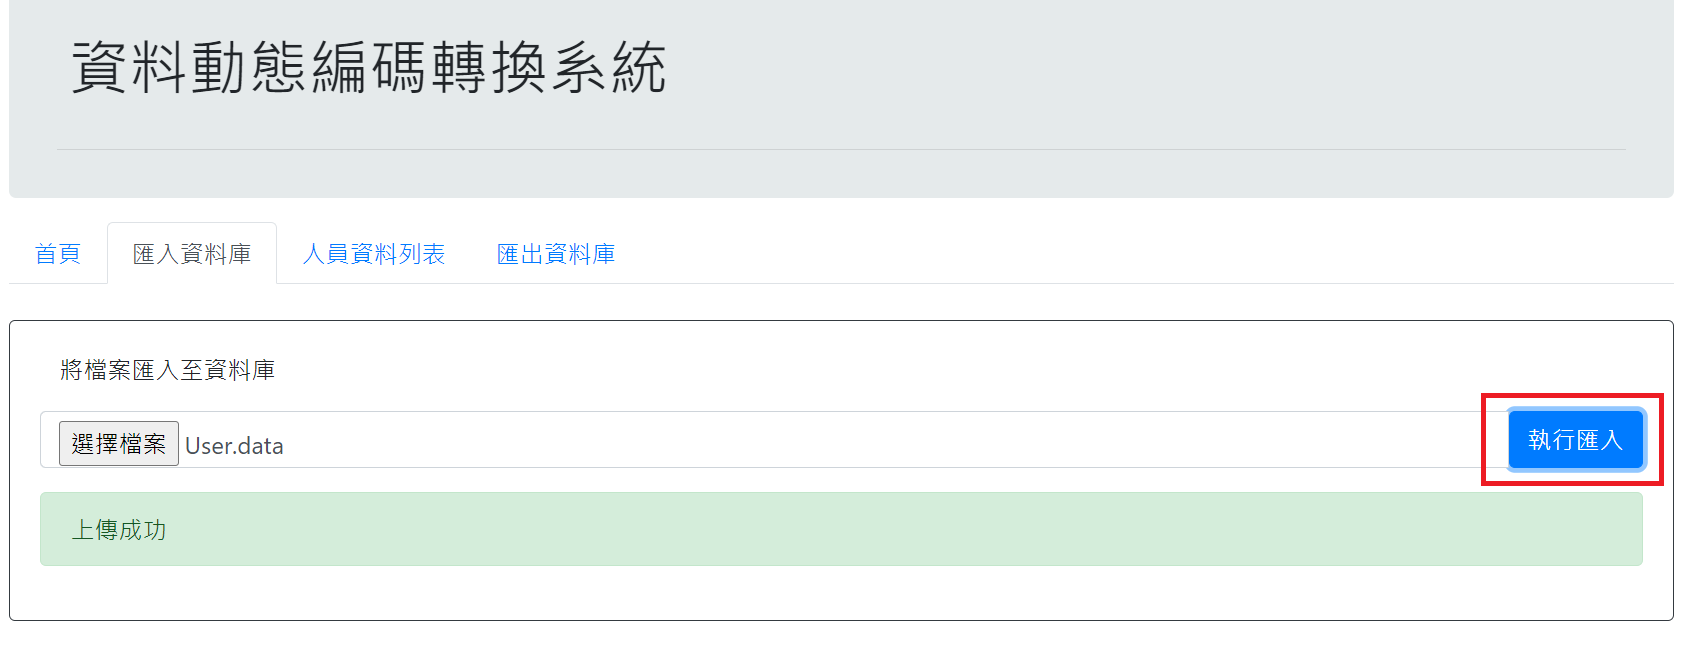 資料動態編碼轉換系統
首頁 匯入資料庫 人員資料列表 匯出資料庫
將檔案匯入至資料庫
選擇檔案 User.data 執行匯入
上傳成功